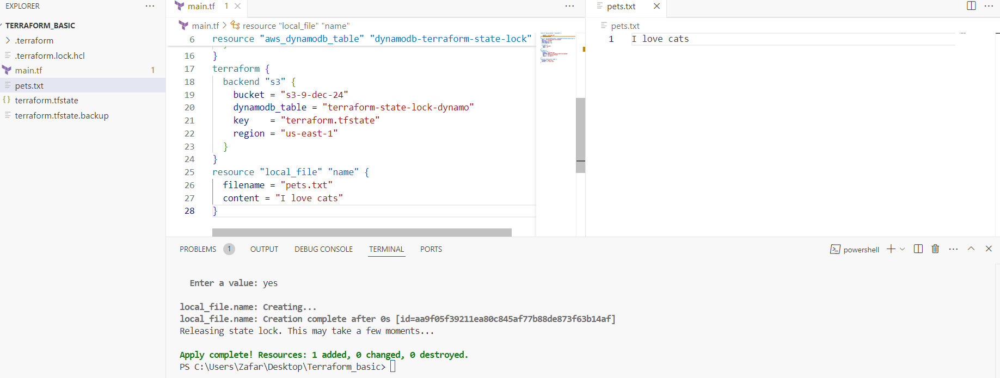 EXPLORER
TERRAFORM_BASIC
.terraform
.terraform.lock.hcl
main.tf 1
pets.txt
terraform.tfstate
terraform.tfstate.backup
main.tf 1
main.tf > resource "local_file" "name"
6 resource "aws_dynamodb_table" "dynamodb-terraform-state-lock"
16 }
17 terraform {
18 backend "s3" {
19 bucket = "s3-9-dec-24"
20 dynamodb_table = "terraform-state-lock-dynamo"
21 key    = "terraform.tfstate"
22 region = "us-east-1"
23 }
24 }
25 resource "local_file" "name" {
26 filename = "pets.txt"
27 content = "I love cats"
28 }
pets.txt
pets.txt
1 I love cats
PROBLEMS 1 OUTPUT DEBUG CONSOLE TERMINAL PORTS
powershell
Enter a value: yes
local_file.name: Creating...
local_file.name: Creation complete after 0s [id=aa9f05f39211ea80c845af77b88de873f63b14af]
Releasing state lock. This may take a few moments...
Apply complete! Resources: 1 added, 0 changed, 0 destroyed.
PS C:\Users\Zafar\Desktop\Terraform_basic>